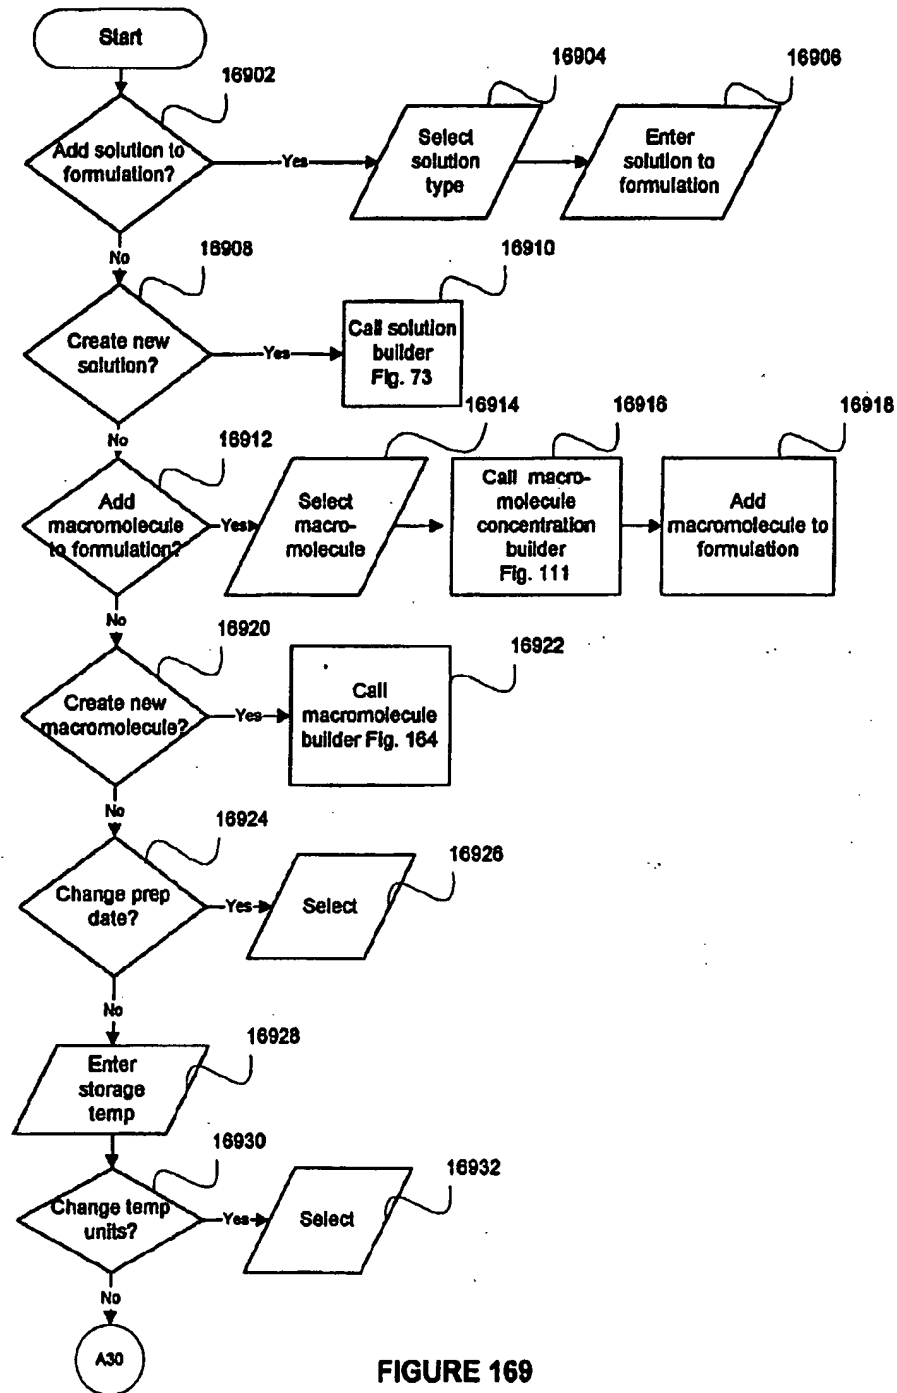 Start
16902
Add solution to
formulation?
Yes
16904
Select
solution
type
16906
Enter
solution to
formulation
No
16908
Create new
solution?
Yes
16910
Call solution
builder
Fig. 73
No
16912
Add
macromolecule
to formulation?
Yes
16914
Select
macro-
molecule
16916
Call macro-
molecule
concentration
builder
Fig. 111
16918
Add
macromolecule to
formulation
No
16920
Create new
macromolecule?
Yes
16922
Call
macromolecule
builder Fig. 164
No
16924
Change prep
date?
Yes
16926
Select
No
16928
Enter
storage
temp
16930
Change temp
units?
Yes
16932
Select
No
A30
FIGURE 169